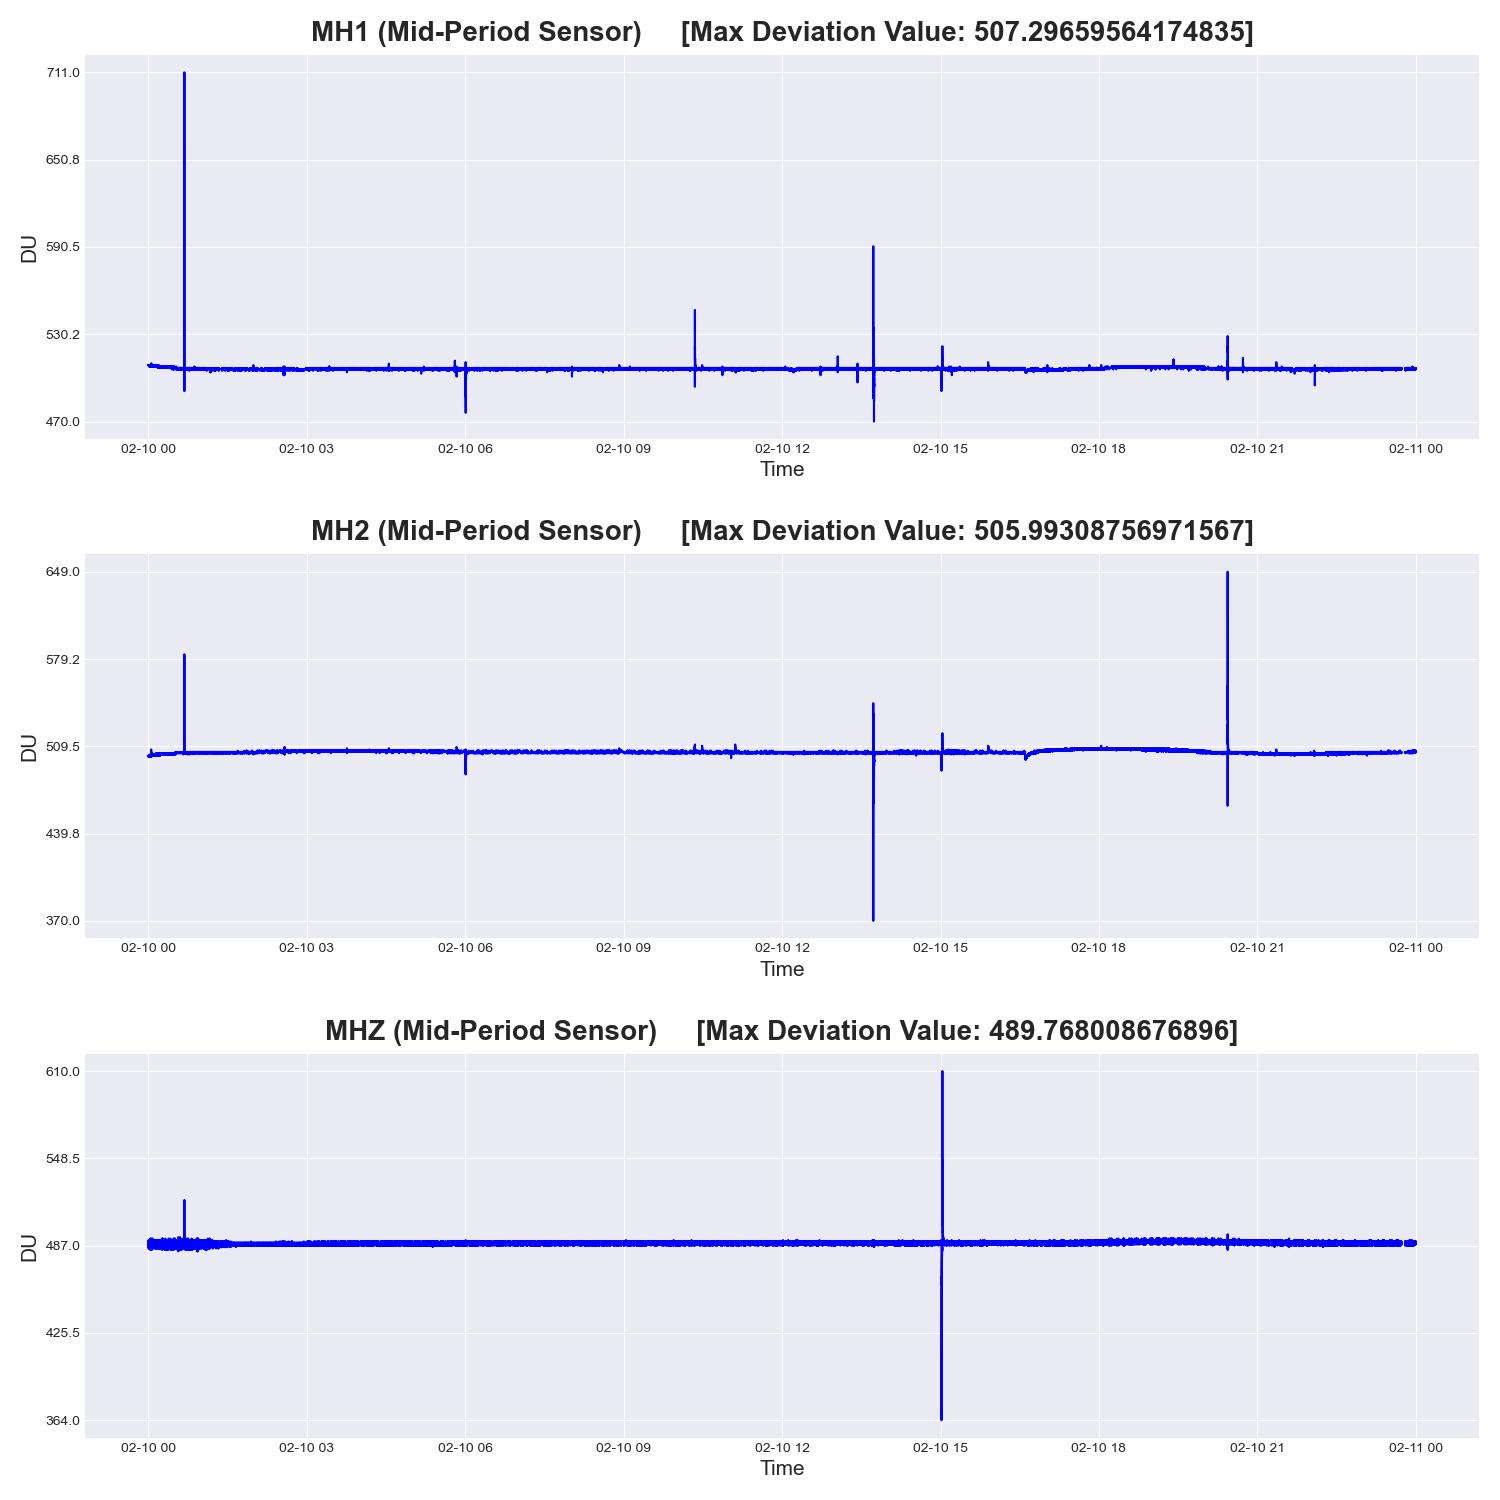 MH1 (Mid-Period Sensor) [Max Deviation Value: 507.29659564174835]
711.0
650.8
590.5
530.2
470.0
DU
02-10 00 02-10 03 02-10 06 02-10 09 02-10 12 02-10 15 02-10 18 02-10 21 02-11 00
Time
MH2 (Mid-Period Sensor) [Max Deviation Value: 505.99308756971567]
649.0
579.2
509.5
439.8
370.0
DU
02-10 00 02-10 03 02-10 06 02-10 09 02-10 12 02-10 15 02-10 18 02-10 21 02-11 00
Time
MHZ (Mid-Period Sensor) [Max Deviation Value: 489.768008676896]
610.0
548.5
487.0
425.5
364.0
DU
02-10 00 02-10 03 02-10 06 02-10 09 02-10 12 02-10 15 02-10 18 02-10 21 02-11 00
Time